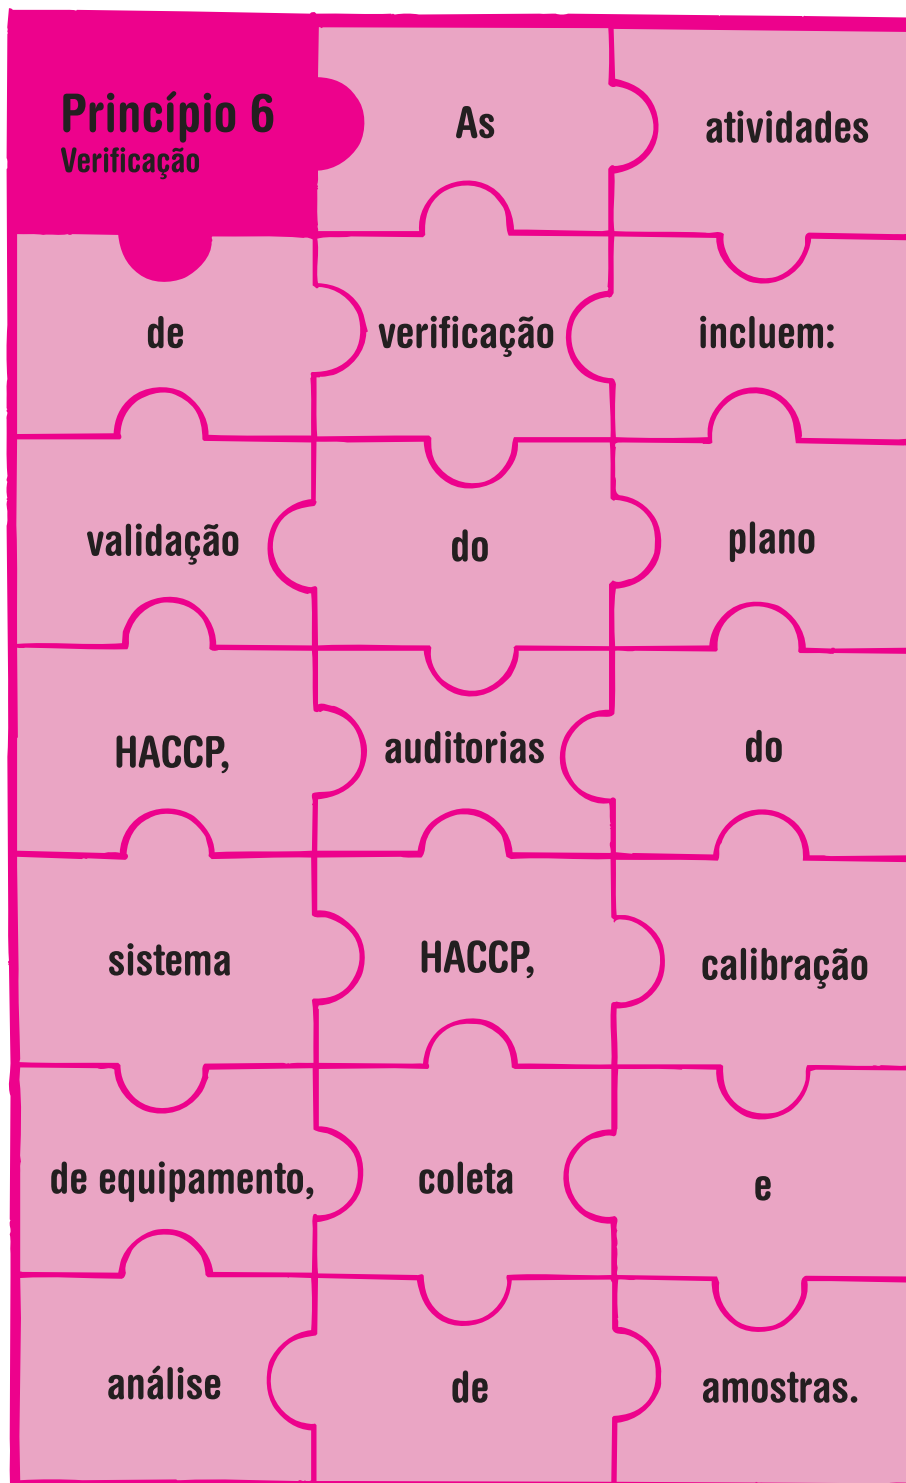 Princípio 6
Verificação
As
atividades
de
verificação
incluem:
validação
do
plano
HACCP,
auditorias
do
sistema
HACCP,
calibração
de equipamento,
coleta
e
análise
de
amostras.